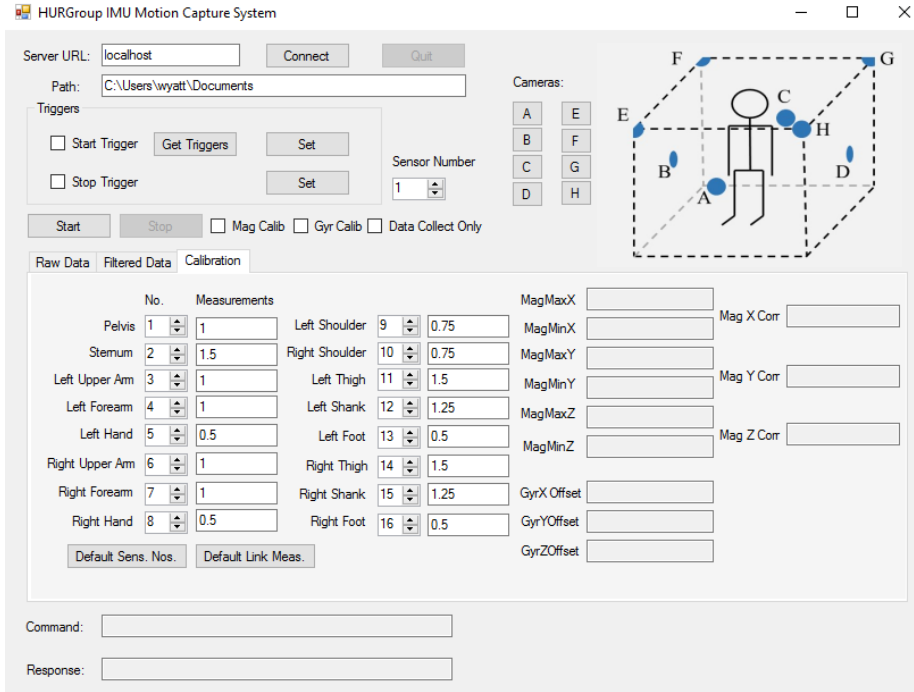 HURGroup IMU Motion Capture System
Server URL: localhost Connect Quit
Path: C:\Users\wyatt\Documents
Triggers
Start Trigger Get Triggers Set
Stop Trigger Set
Sensor Number
1
Cameras:
A E
B F
C G
D H
F G
E C H
B D
A
Start Stop Mag Calib Gyr Calib Data Collect Only
Raw Data Filtered Data Calibration
No. Measurements
Pelvis 1 1
Sternum 2 1.5
Left Upper Arm 3 1
Left Forearm 4 1
Left Hand 5 0.5
Right Upper Arm 6 1
Right Forearm 7 1
Right Hand 8 0.5
Default Sens. Nos. Default Link Meas.
Left Shoulder 9 0.75
Right Shoulder 10 0.75
Left Thigh 11 1.5
Left Shank 12 1.25
Left Foot 13 0.5
Right Thigh 14 1.5
Right Shank 15 1.25
Right Foot 16 0.5
MagMaxX
MagMinX
MagMaxY
MagMinY
MagMaxZ
MagMinZ
GyrX Offset
GyrYOffset
GyrZOffset
Mag X Corr
Mag Y Corr
Mag Z Corr
Command:
Response: